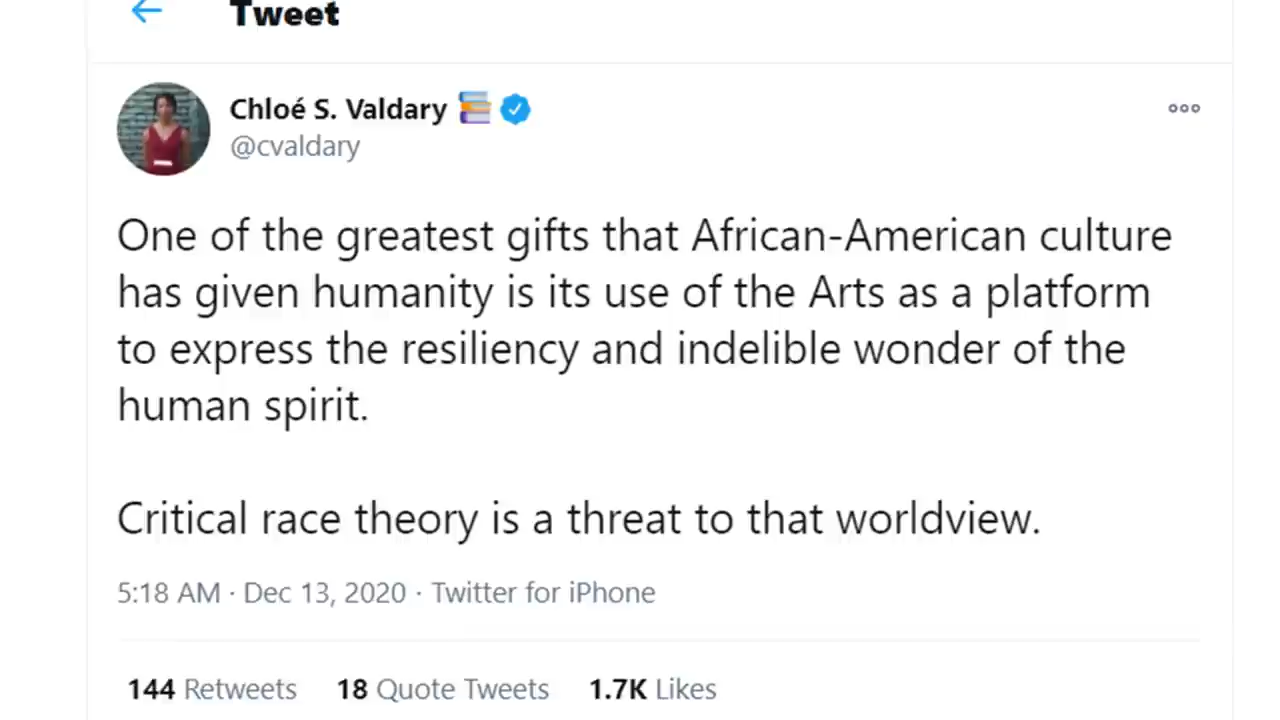 Tweet
Chloé S. Valdary
@cvaldary
One of the greatest gifts that African-American culture
has given humanity is its use of the Arts as a platform
to express the resiliency and indelible wonder of the
human spirit.
Critical race theory is a threat to that worldview.
5:18 AM · Dec 13, 2020 · Twitter for iPhone
144 Retweets 18 Quote Tweets 1.7K Likes